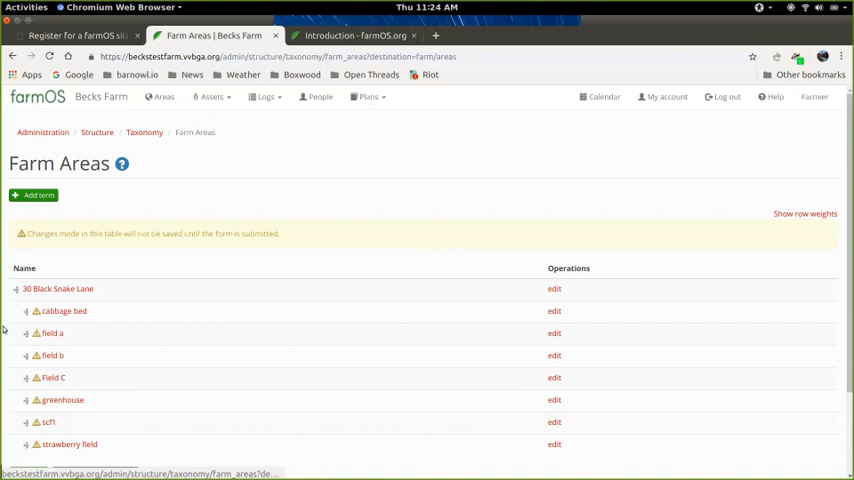 Activities Chromium Web Browser Thu 11:24 AM
Register for a farmOS sit Farm Areas | Becks Farm Introduction - farmOS.org
https://beckstestfarm.vvbga.org/admin/structure/taxonomy/farm_areas?destination=farm/areas
Apps Google barnowl.io News Weather Boxwood Open Threads Riot Other bookmarks
farmOS Becks Farm Areas Assets Logs People Plans Calendar My account Log out Help Farmier
Administration / Structure / Taxonomy / Farm Areas
Farm Areas ?
+ Add term
Show row weights
Changes made in this table will not be saved until the form is submitted.
Name Operations
30 Black Snake Lane edit
cabbage bed edit
field a edit
field b edit
Field C edit
greenhouse edit
scf1 edit
strawberry field edit
beckstestfarm.vvbga.org/admin/structure/taxonomy/farm_areas?de...